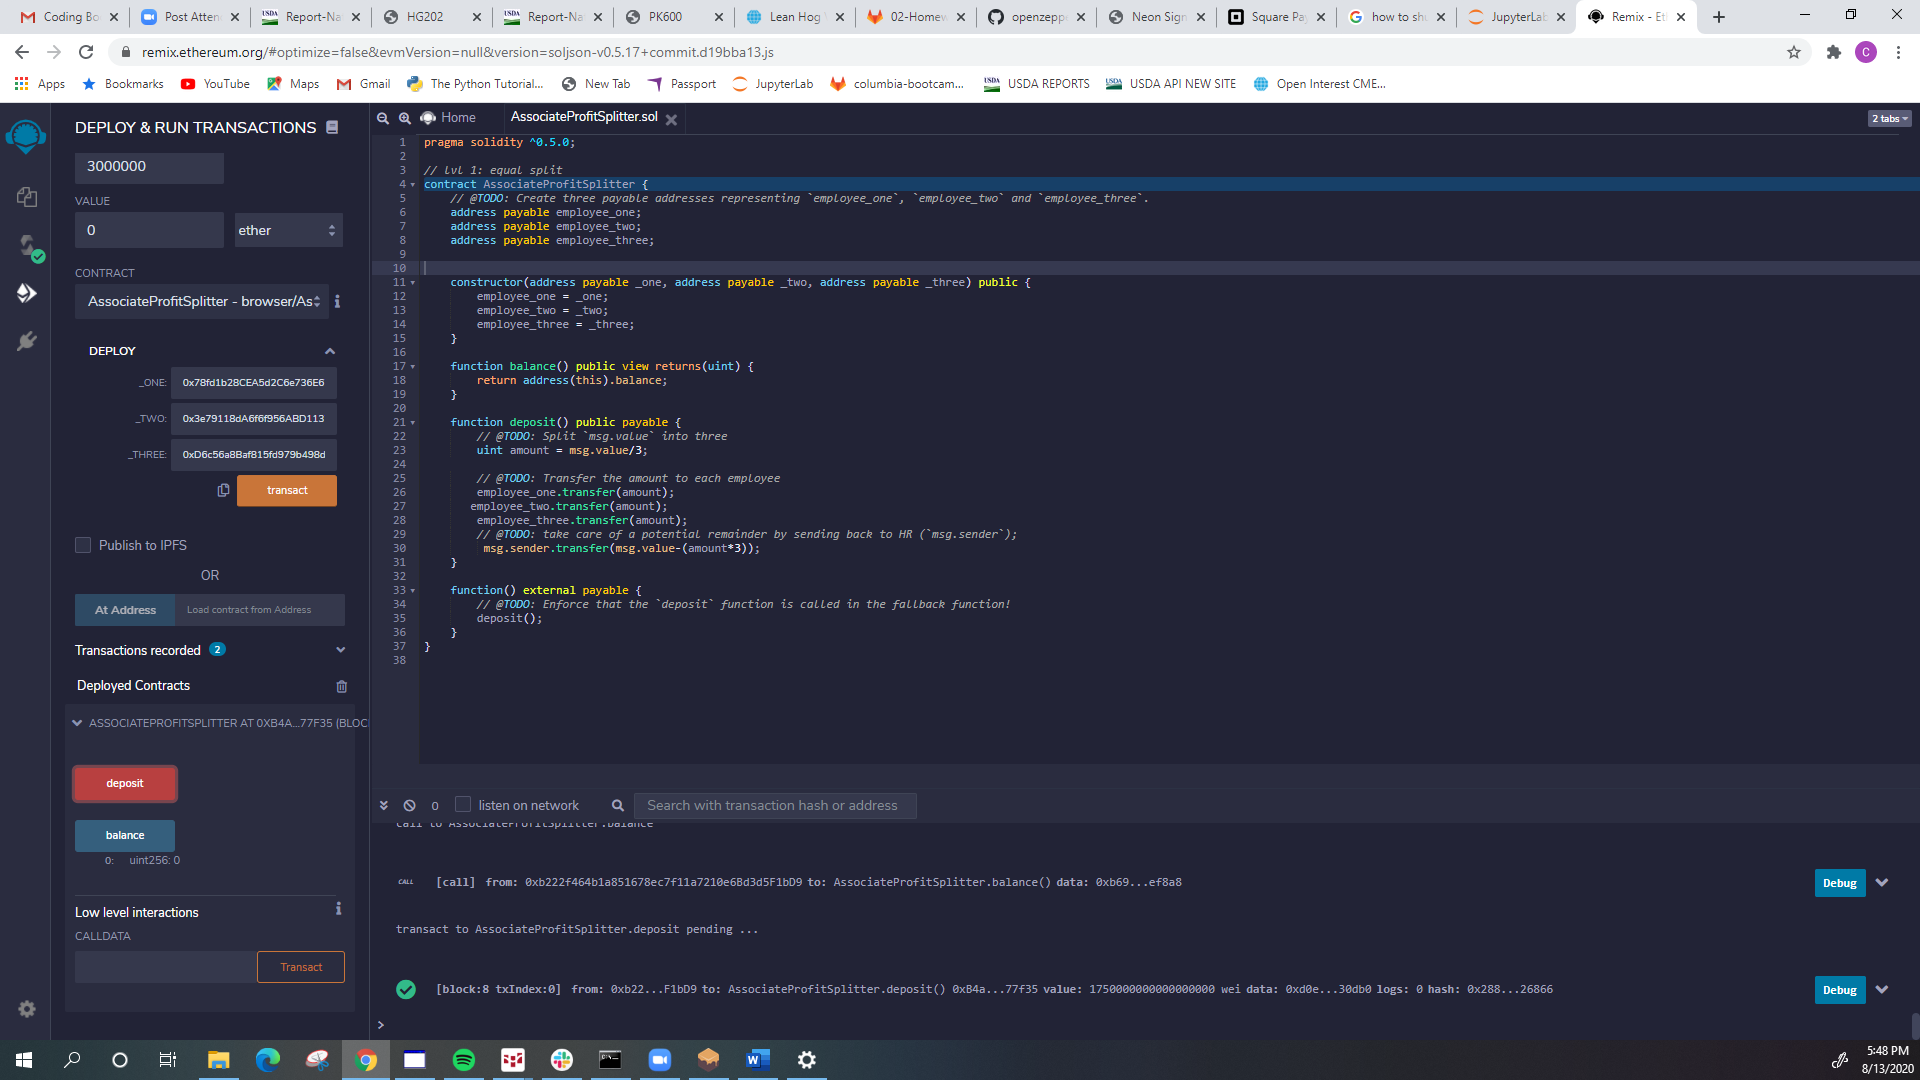 Coding Bo
Post Atten
Report-Na
HG202
Report-Na
PK600
Lean Hog
02-Homew
openzepp
Neon Sign
Square Pa
how to sh
JupyterLab
Remix - Et
remix.ethereum.org/#optimize=false&evmVersion=null&version=soljson-v0.5.17+commit.d19bba13.js
C
Apps
Bookmarks
YouTube
Maps
Gmail
The Python Tutorial...
New Tab
Passport
JupyterLab
columbia-bootcam...
USDA REPORTS
USDA API NEW SITE
Open Interest CME...
DEPLOY & RUN TRANSACTIONS
3000000
VALUE
0
ether
CONTRACT
AssociateProfitSplitter - browser/As
DEPLOY
_ONE: 0x78fd1b28CEA5d2C6e736E6
_TWO: 0x3e79118dA6f6f956ABD113
_THREE: 0xD6c56a8Baf815fd979b498d
transact
Publish to IPFS
OR
At Address
Load contract from Address
Transactions recorded 2
Deployed Contracts
ASSOCIATEPROFITSPLITTER AT 0XB4A...77F35 (BLOC
deposit
balance
0: uint256: 0
Low level interactions
CALLDATA
Transact
Home
AssociateProfitSplitter.sol
2 tabs
1 pragma solidity ^0.5.0;
2
3 // lvl 1: equal split
4 contract AssociateProfitSplitter {
5 // @TODO: Create three payable addresses representing `employee_one`, `employee_two` and `employee_three`.
6 address payable employee_one;
7 address payable employee_two;
8 address payable employee_three;
9
10
11 constructor(address payable _one, address payable _two, address payable _three) public {
12 employee_one = _one;
13 employee_two = _two;
14 employee_three = _three;
15 }
16
17 function balance() public view returns(uint) {
18 return address(this).balance;
19 }
20
21 function deposit() public payable {
22 // @TODO: Split `msg.value` into three
23 uint amount = msg.value/3;
24
25 // @TODO: Transfer the amount to each employee
26 employee_one.transfer(amount);
27 employee_two.transfer(amount);
28 employee_three.transfer(amount);
29 // @TODO: take care of a potential remainder by sending back to HR (`msg.sender`);
30 msg.sender.transfer(msg.value-(amount*3));
31 }
32
33 function() external payable {
34 // @TODO: Enforce that the `deposit` function is called in the fallback function!
35 deposit();
36 }
37 }
38
0
listen on network
Search with transaction hash or address
call to AssociateProfitSplitter.balance
CALL [call] from: 0xb222f464b1a851678ec7f11a7210e6Bd3d5F1bD9 to: AssociateProfitSplitter.balance() data: 0xb69...ef8a8
Debug
transact to AssociateProfitSplitter.deposit pending ...
[block:8 txIndex:0] from: 0xb22...F1bD9 to: AssociateProfitSplitter.deposit() 0xB4a...77f35 value: 1750000000000000000 wei data: 0xd0e...30db0 logs: 0 hash: 0x288...26866
Debug
>
5:48 PM
8/13/2020